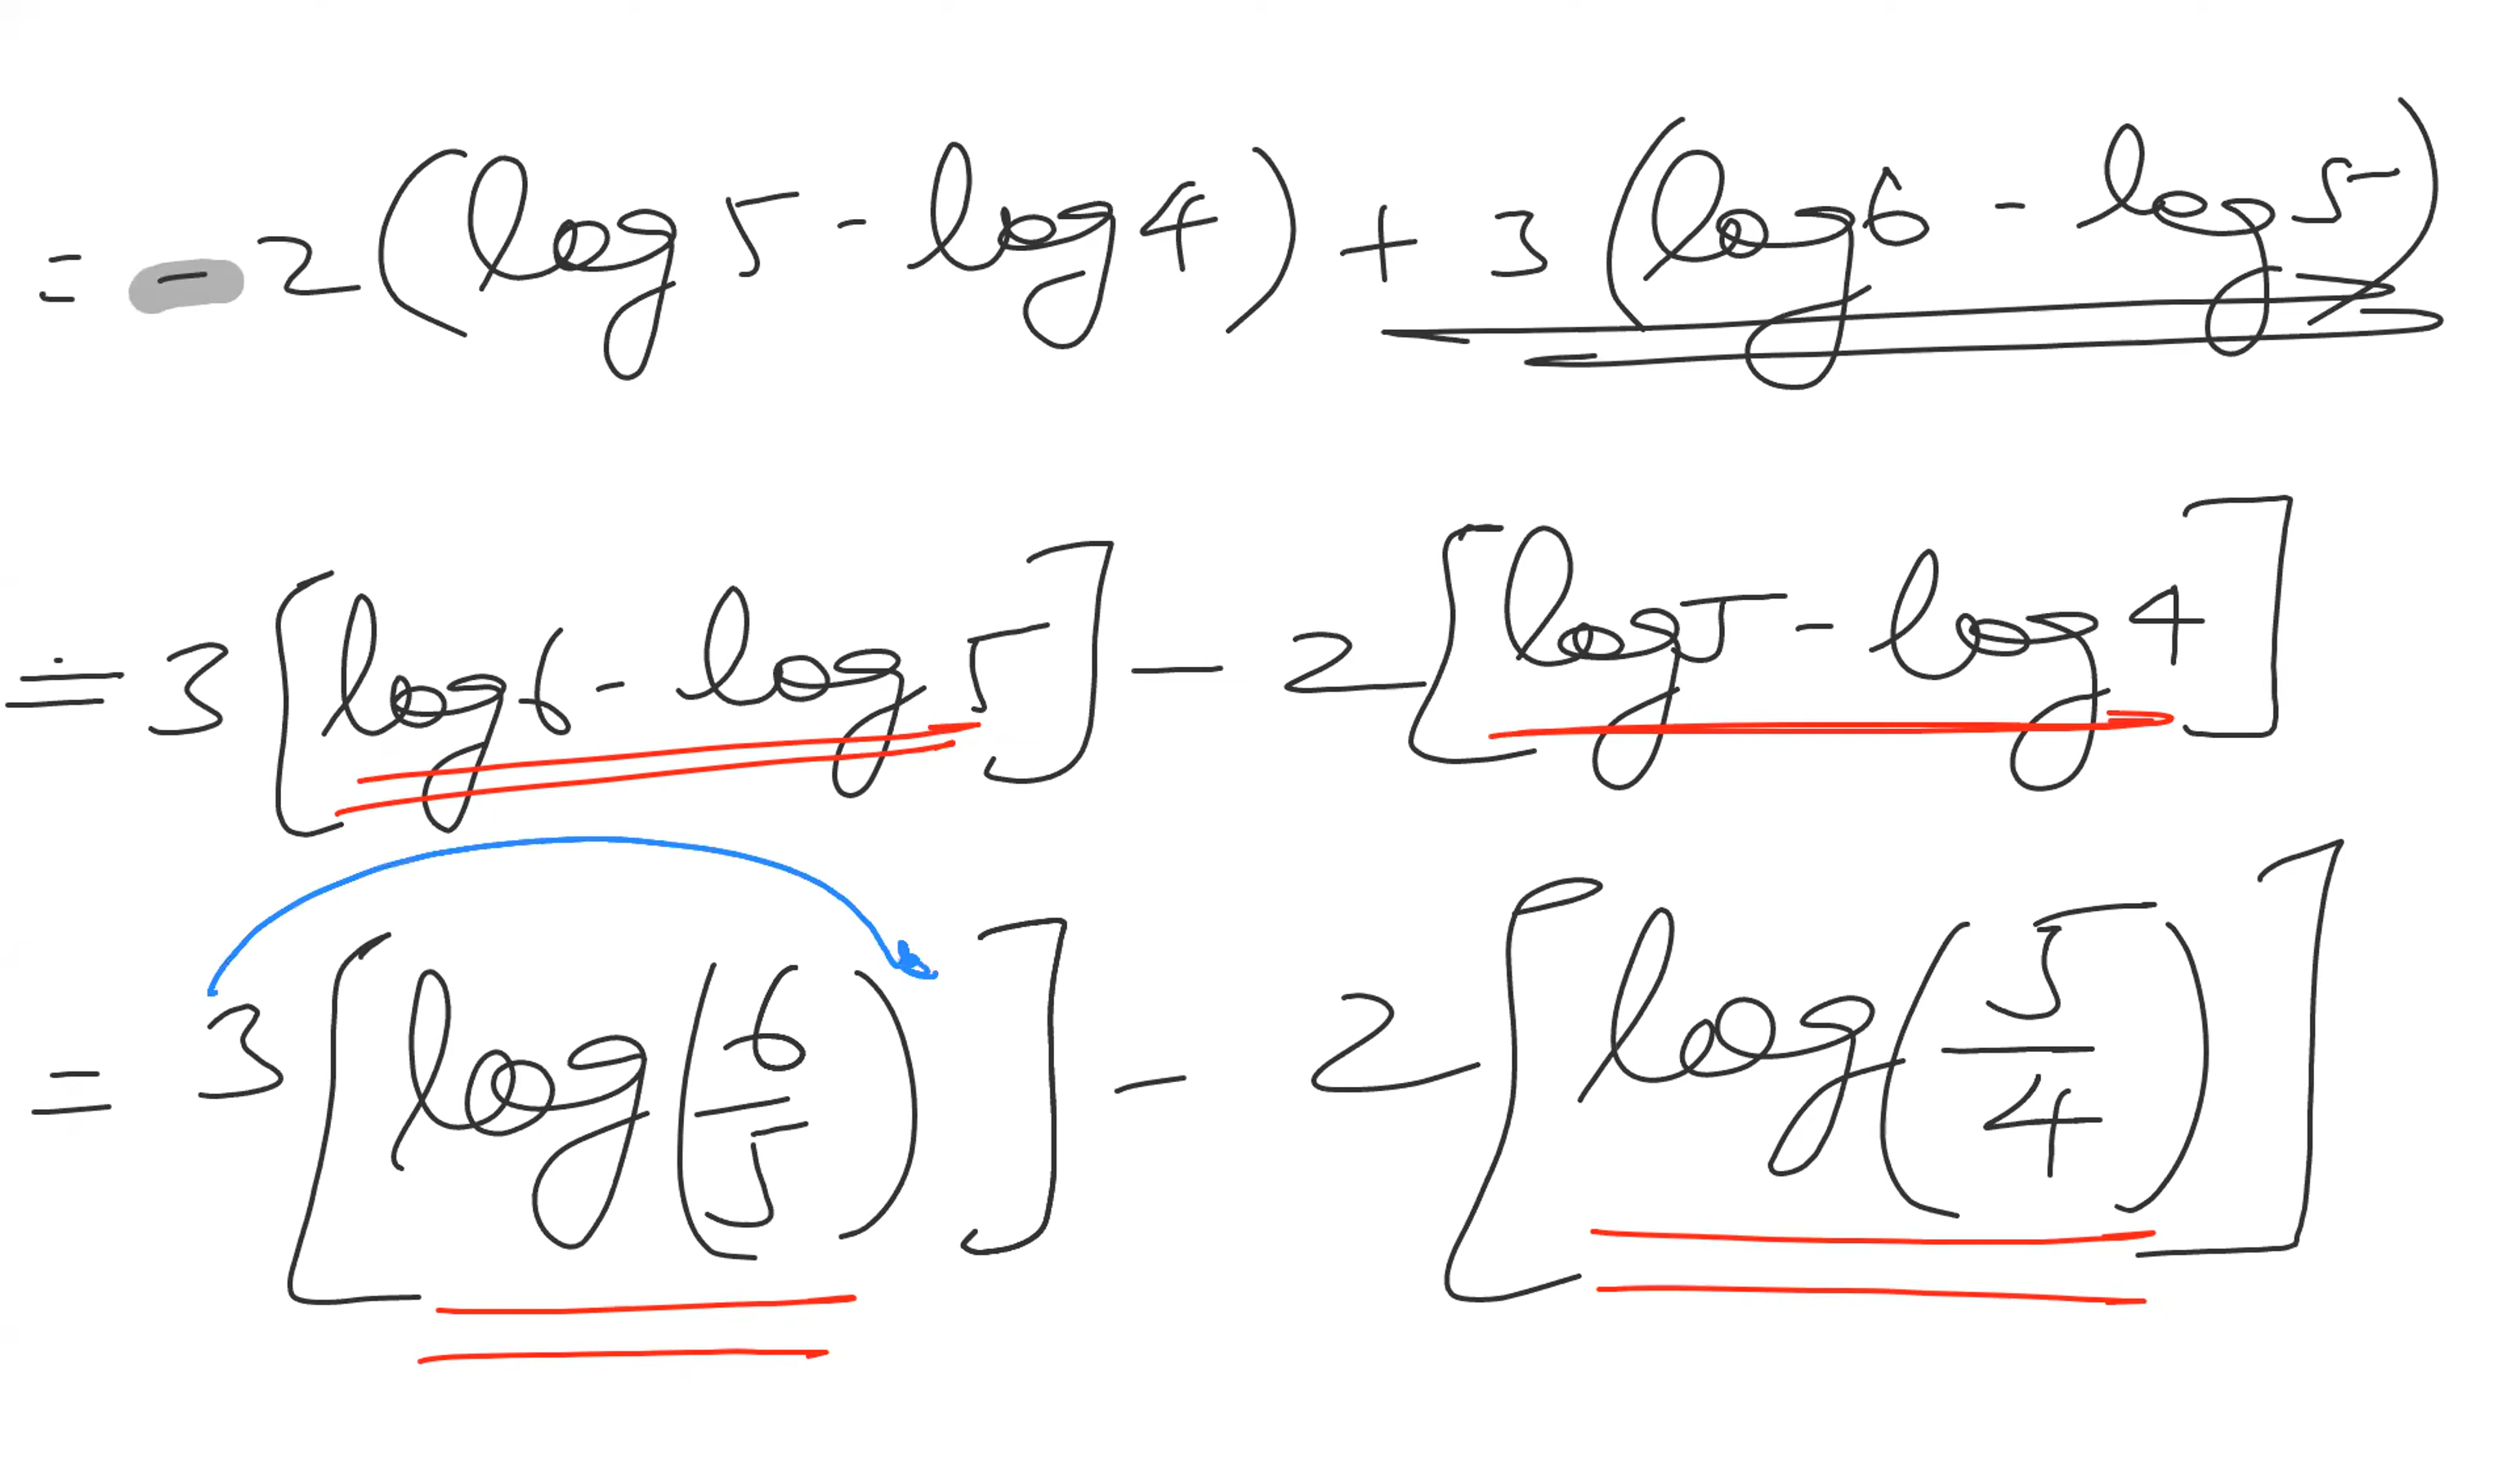 = - 2 (log 5 - log 4) + 3 (log 6 - log 5)
= 3 [log 6 - log 5] - 2 [log 5 - log 4]
= 3 [log (6/5)] - 2 [log (5/4)]